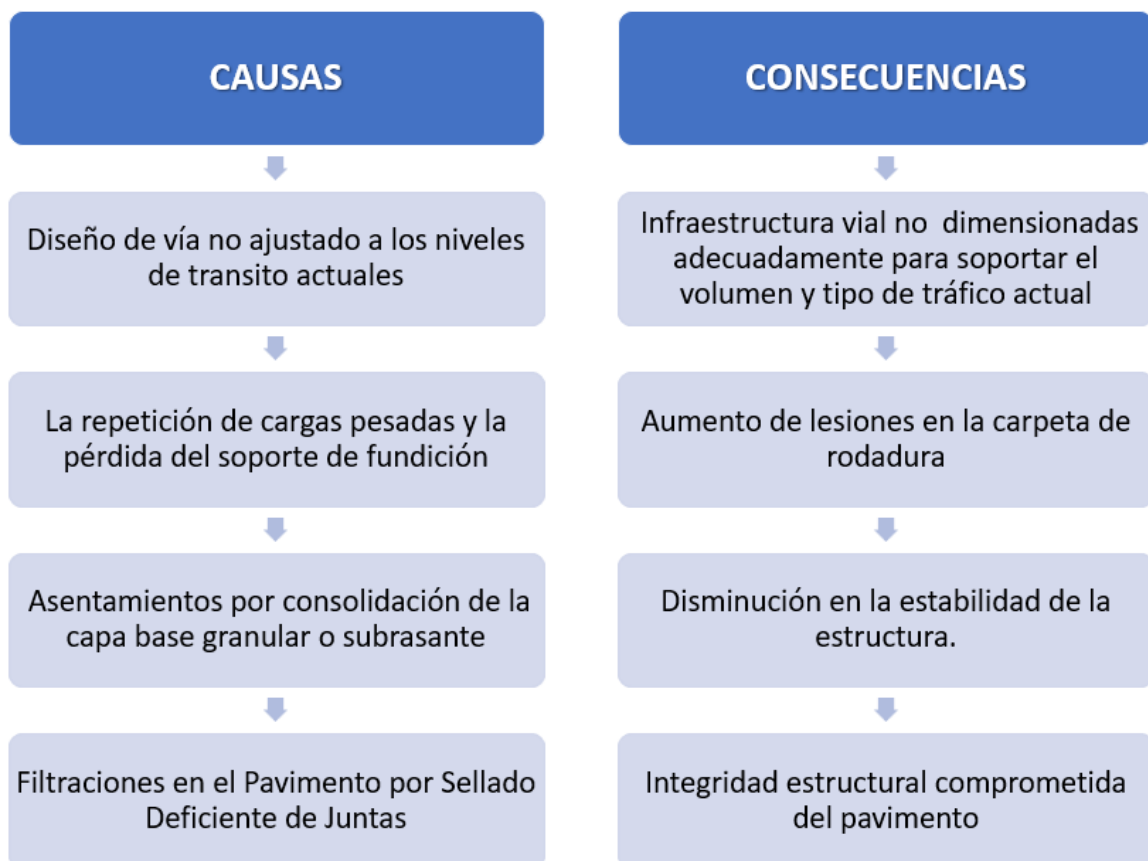 CAUSAS
Diseño de vía no ajustado a los niveles
de transito actuales
La repetición de cargas pesadas y la
pérdida del soporte de fundición
Asentamientos por consolidación de la
capa base granular o subrasante
Filtraciones en el Pavimento por Sellado
Deficiente de Juntas
CONSECUENCIAS
Infraestructura vial no dimensionadas
adecuadamente para soportar el
volumen y tipo de tráfico actual
Aumento de lesiones en la carpeta de
rodadura
Disminución en la estabilidad de la
estructura.
Integridad estructural comprometida
del pavimento